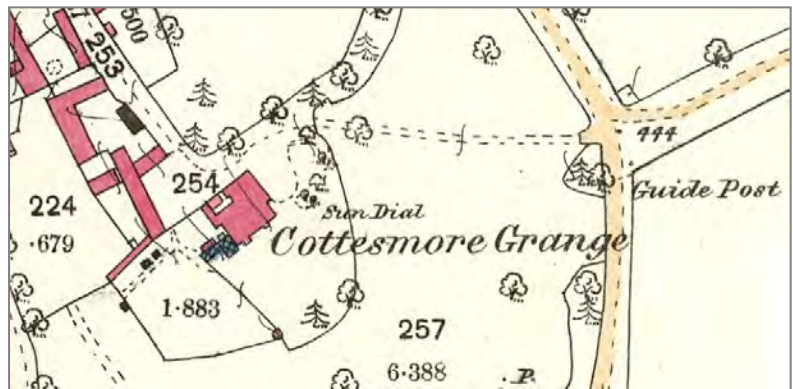 500
253
444
254
Guide Post
224
·679
Sun Dial
Cottesmore Grange
1·883
257
6·388
P.